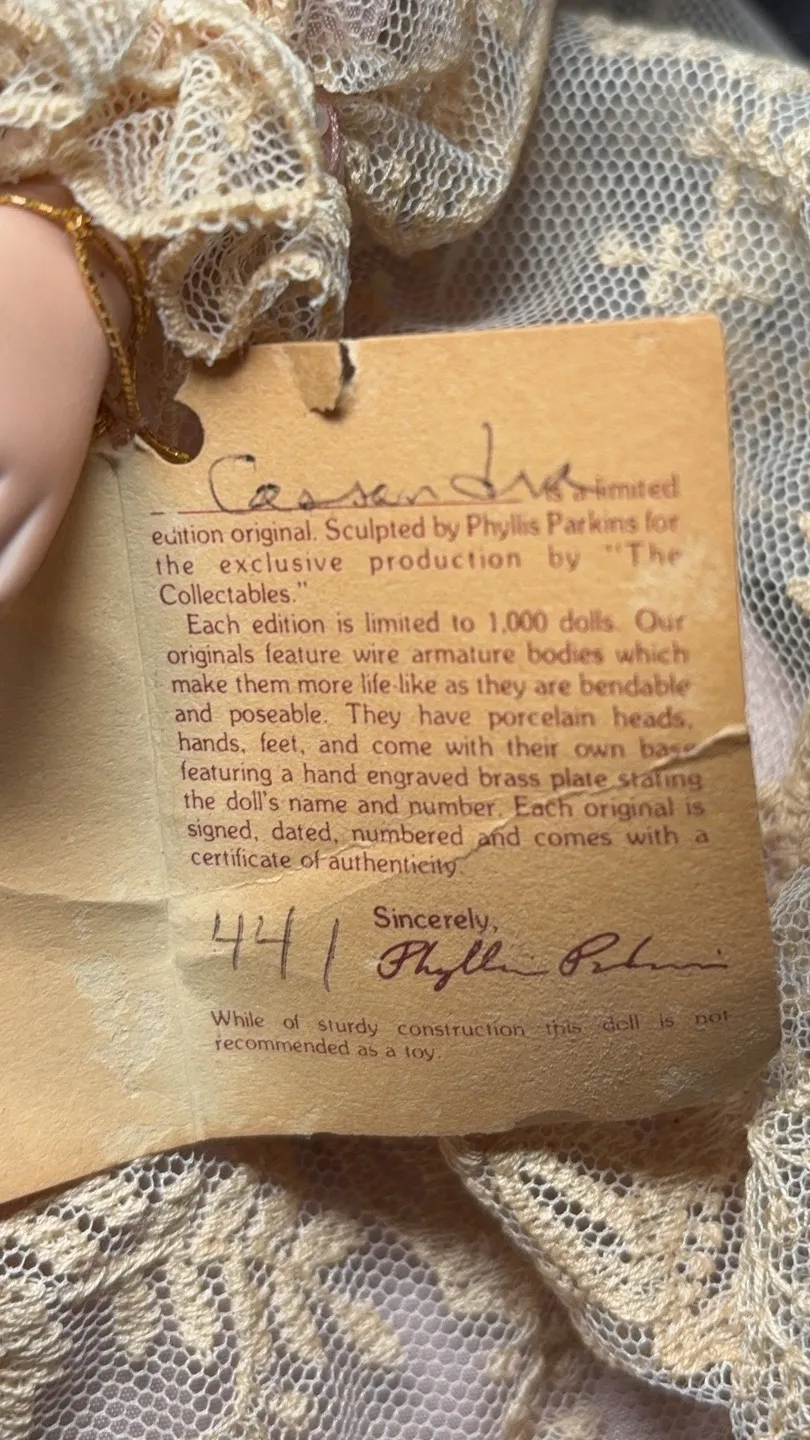 Cassandra is a limited
edition original. Sculpted by Phyllis Parkins for
the exclusive production by "The
Collectables."
Each edition is limited to 1,000 dolls. Our
originals feature wire armature bodies which
make them more life-like as they are bendable
and poseable. They have porcelain heads,
hands, feet, and come with their own base
featuring a hand engraved brass plate stating
the doll's name and number. Each original is
signed, dated, numbered and comes with a
certificate of authenticity.
441 Sincerely,
Phyllis Parkins
While of sturdy construction this doll is not
recommended as a toy.